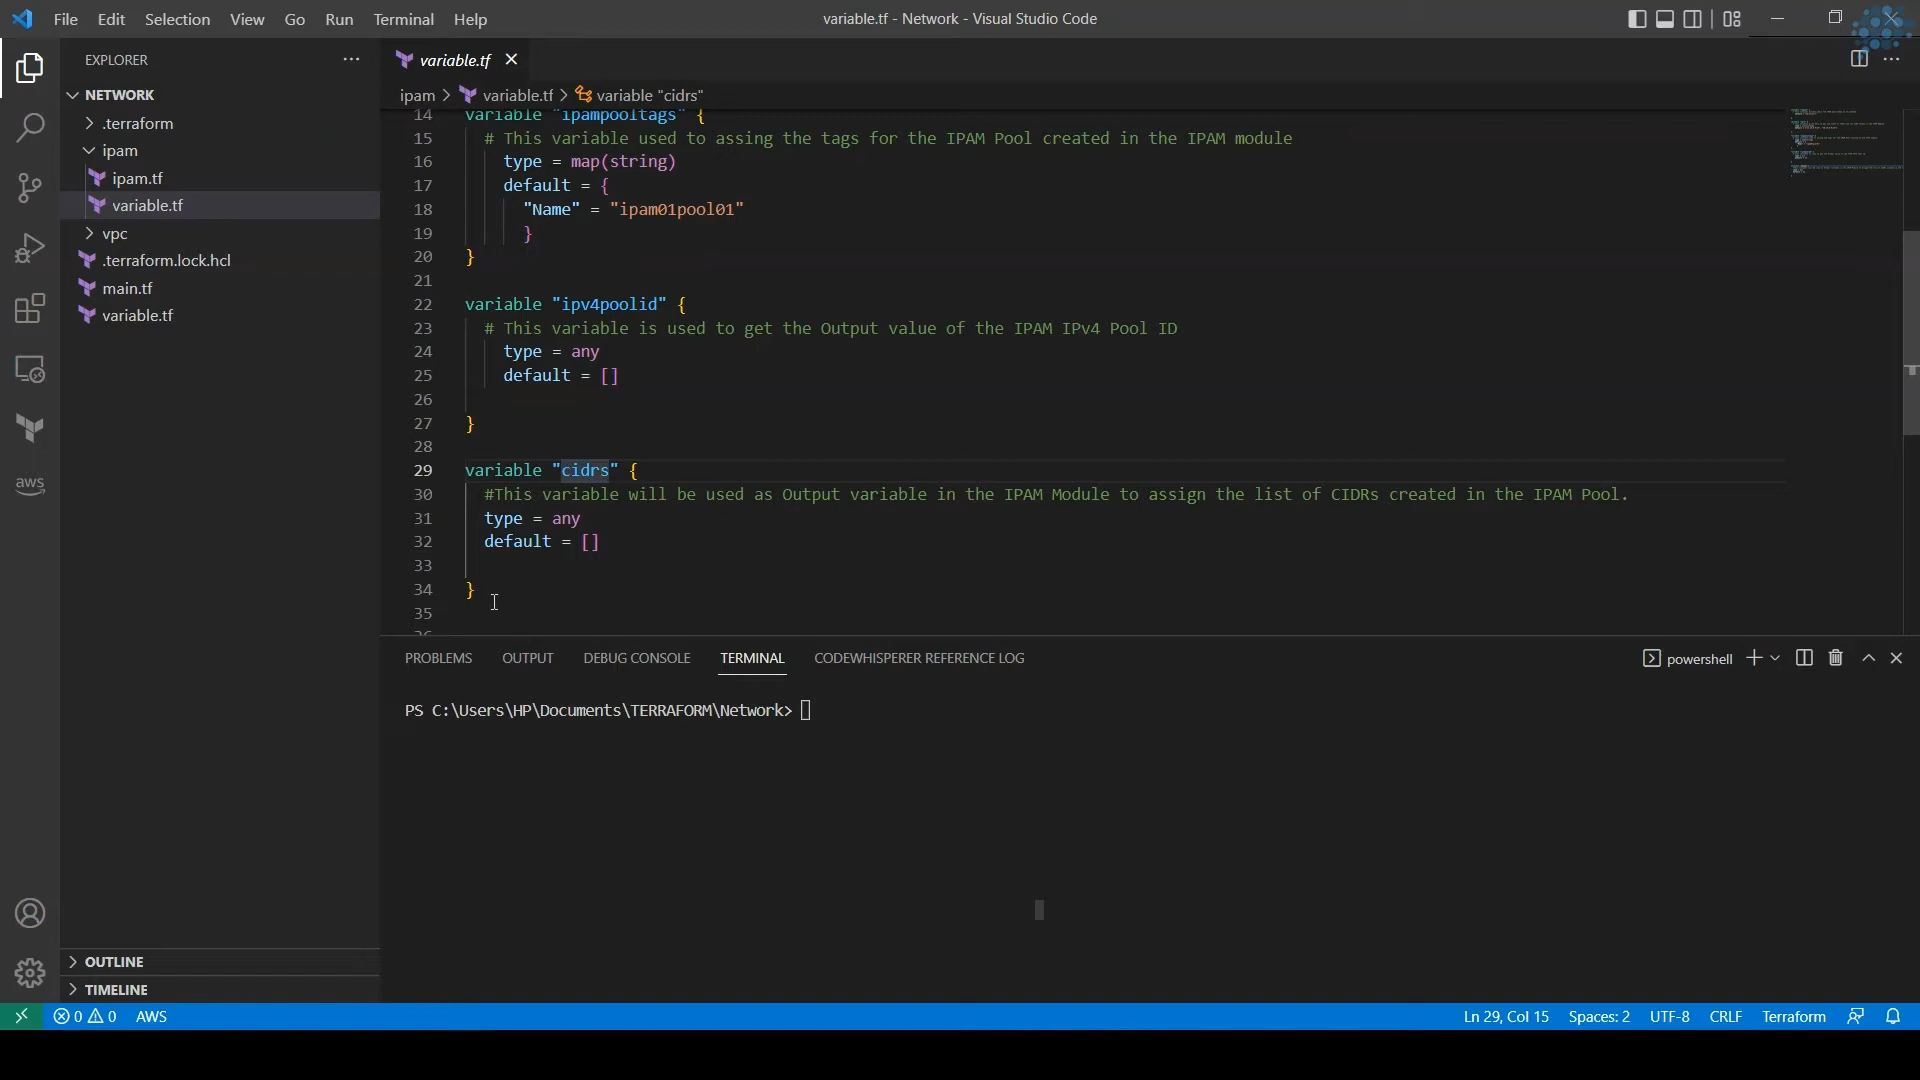 File Edit Selection View Go Run Terminal Help
variable.tf - Network - Visual Studio Code
EXPLORER
NETWORK
.terraform
ipam
ipam.tf
variable.tf
vpc
.terraform.lock.hcl
main.tf
variable.tf
OUTLINE
TIMELINE
aws
variable.tf
ipam > variable.tf > variable "cidrs"
14 variable "ipampooltags" {
15 # This variable used to assing the tags for the IPAM Pool created in the IPAM module
16 type = map(string)
17 default = {
18 "Name" = "ipam01pool01"
19 }
20 }
21
22 variable "ipv4poolid" {
23 # This variable is used to get the Output value of the IPAM IPv4 Pool ID
24 type = any
25 default = []
26
27 }
28
29 variable "cidrs" {
30 #This variable will be used as Output variable in the IPAM Module to assign the list of CIDRs created in the IPAM Pool.
31 type = any
32 default = []
33
34 }
35
PROBLEMS OUTPUT DEBUG CONSOLE TERMINAL CODEWHISPERER REFERENCE LOG
powershell
PS C:\Users\HP\Documents\TERRAFORM\Network>
0 0 AWS
Ln 29, Col 15 Spaces: 2 UTF-8 CRLF Terraform